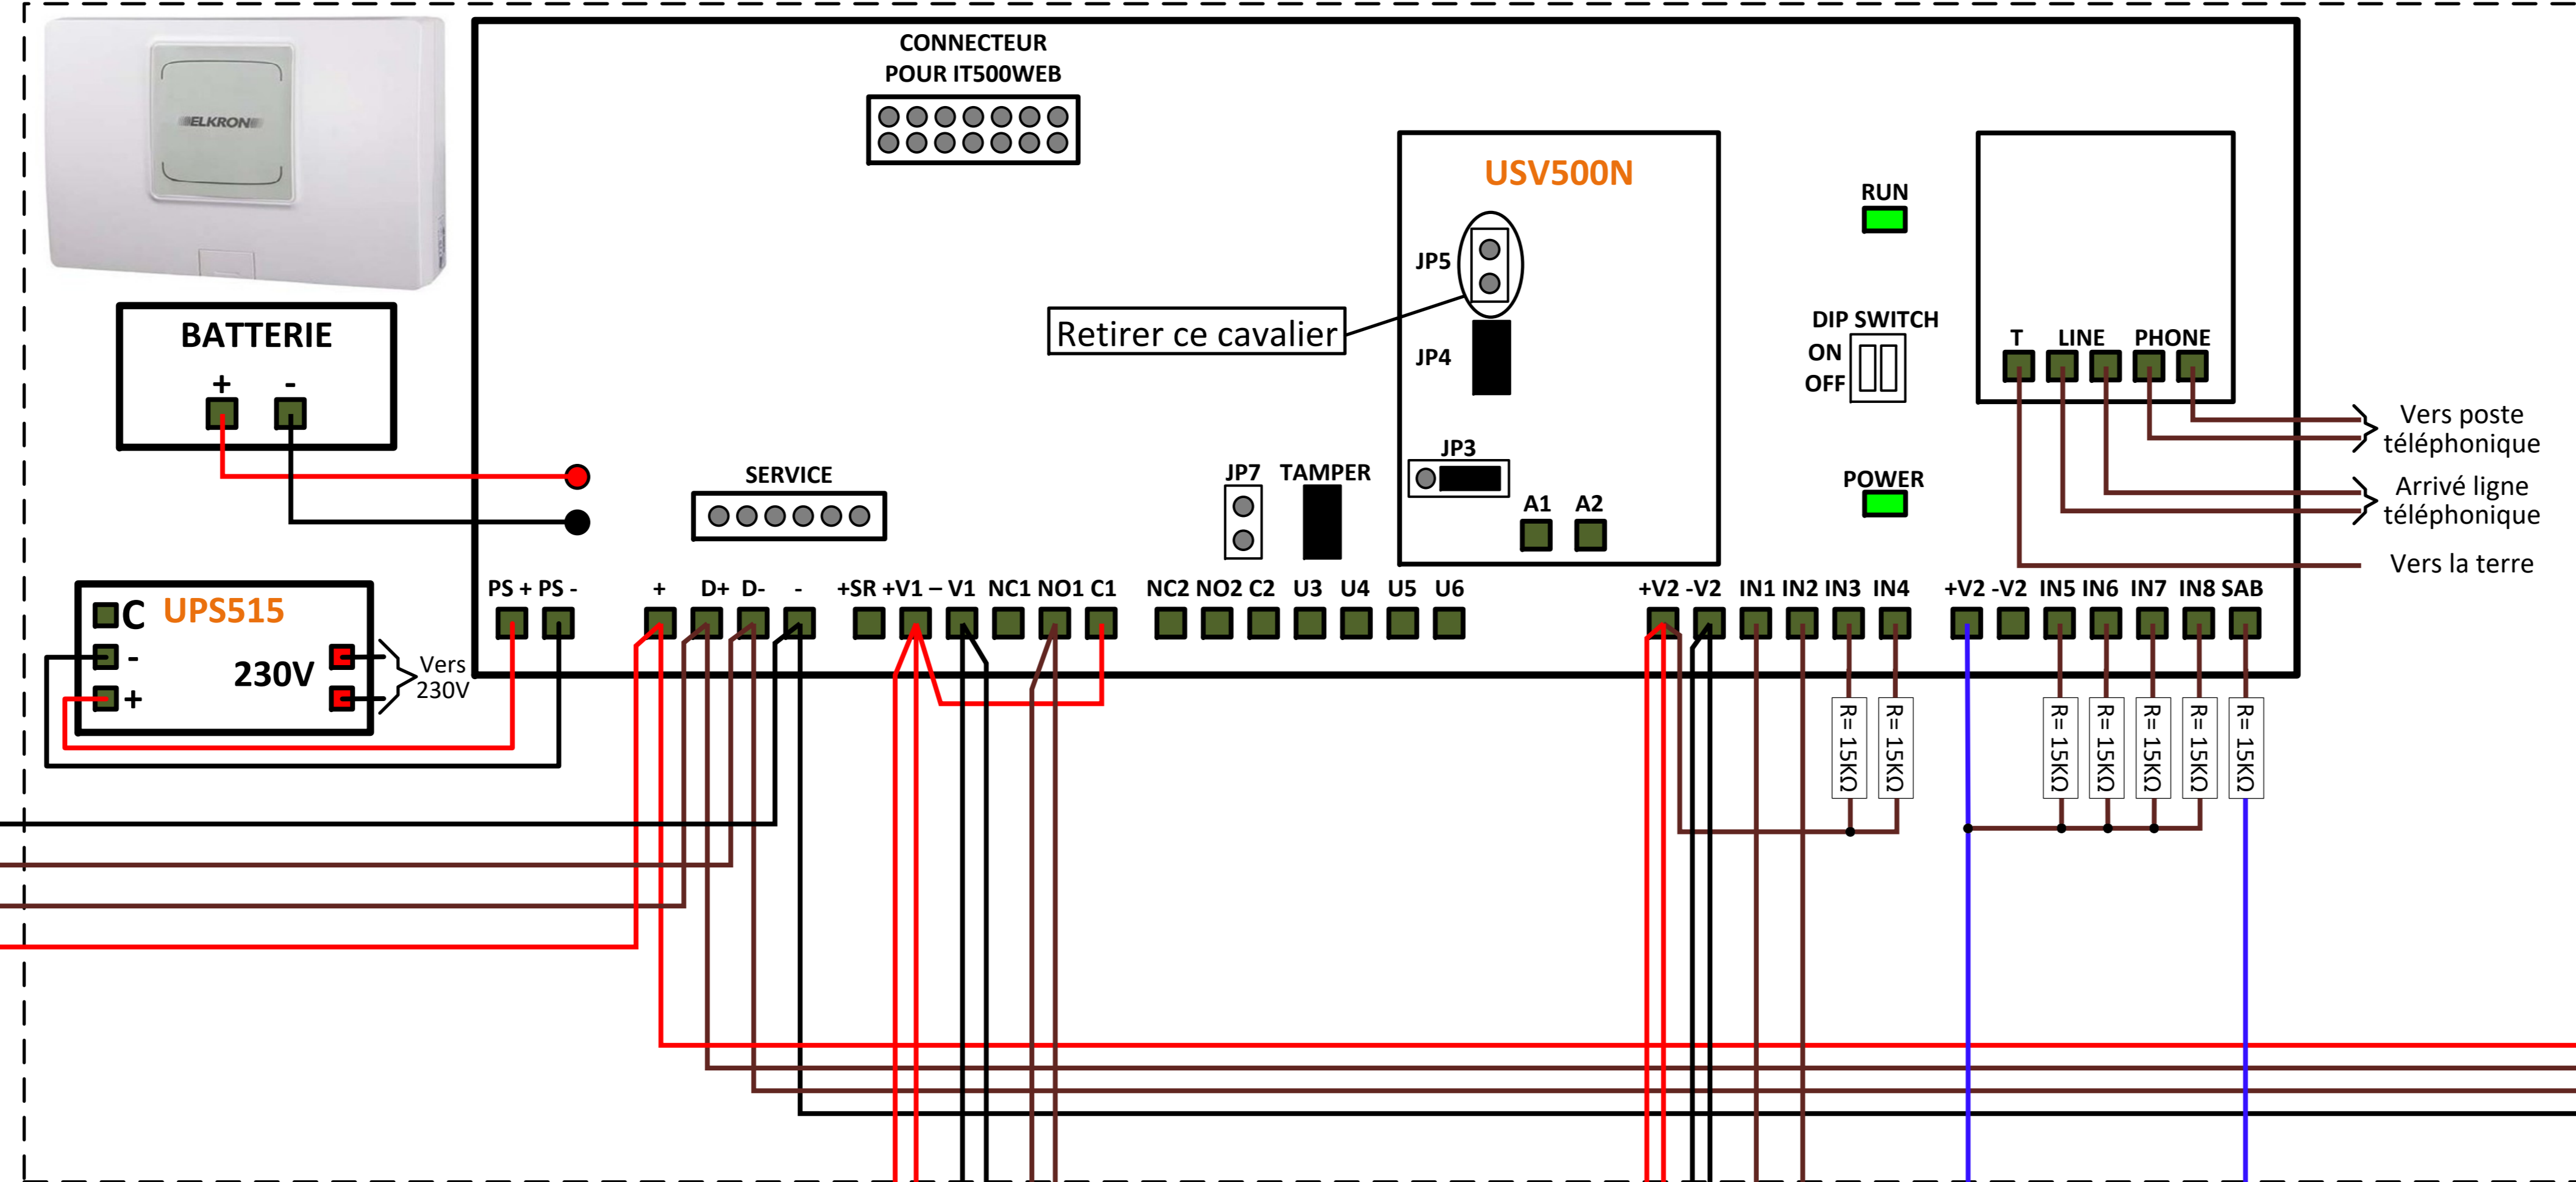 CONNECTEUR
POUR IT500WEB
ELKRON
USV500N
RUN
JP5
Retirer ce cavalier
JP4
DIP SWITCH
ON
OFF
T LINE PHONE
BATTERIE
+ -
Vers poste
téléphonique
JP3
SERVICE
JP7 TAMPER
POWER
Arrivé ligne
téléphonique
A1 A2
Vers la terre
PS + PS - + D+ D- - +SR +V1 – V1 NC1 NO1 C1 NC2 NO2 C2 U3 U4 U5 U6 +V2 -V2 IN1 IN2 IN3 IN4 +V2 -V2 IN5 IN6 IN7 IN8 SAB
C UPS515
-
230V
+
Vers
230V
R= 15KΩ
R= 15KΩ
R= 15KΩ
R= 15KΩ
R= 15KΩ
R= 15KΩ
R= 15KΩ